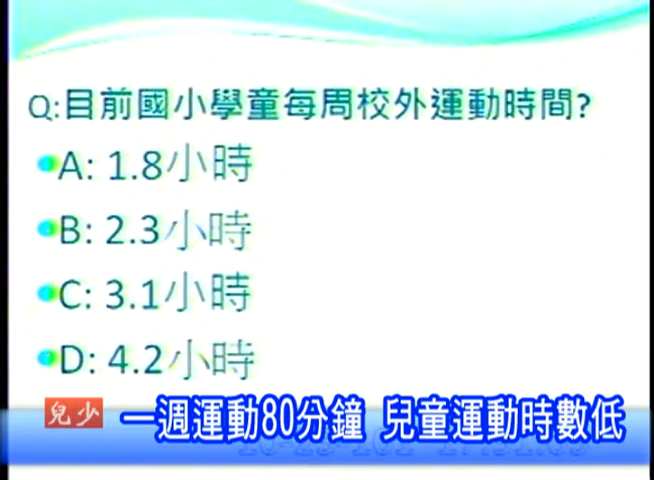 Q:目前國小學童每周校外運動時間?
A: 1.8小時
B: 2.3小時
C: 3.1小時
D: 4.2小時
兒少 一週運動80分鐘 兒童運動時數低